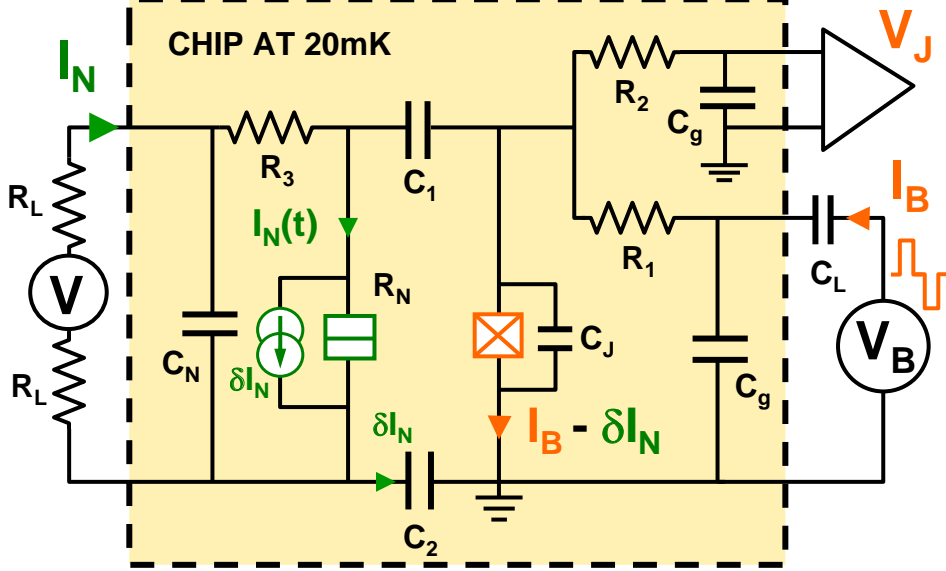 CHIP AT 20mK
I_N
V_J
R_2
C_g
R_3
C_1
R_L
I_B
I_N(t)
R_1
C_L
V
R_N
C_J
V_B
C_N
δI_N
R_L
C_g
δI_N
I_B - δI_N
C_2